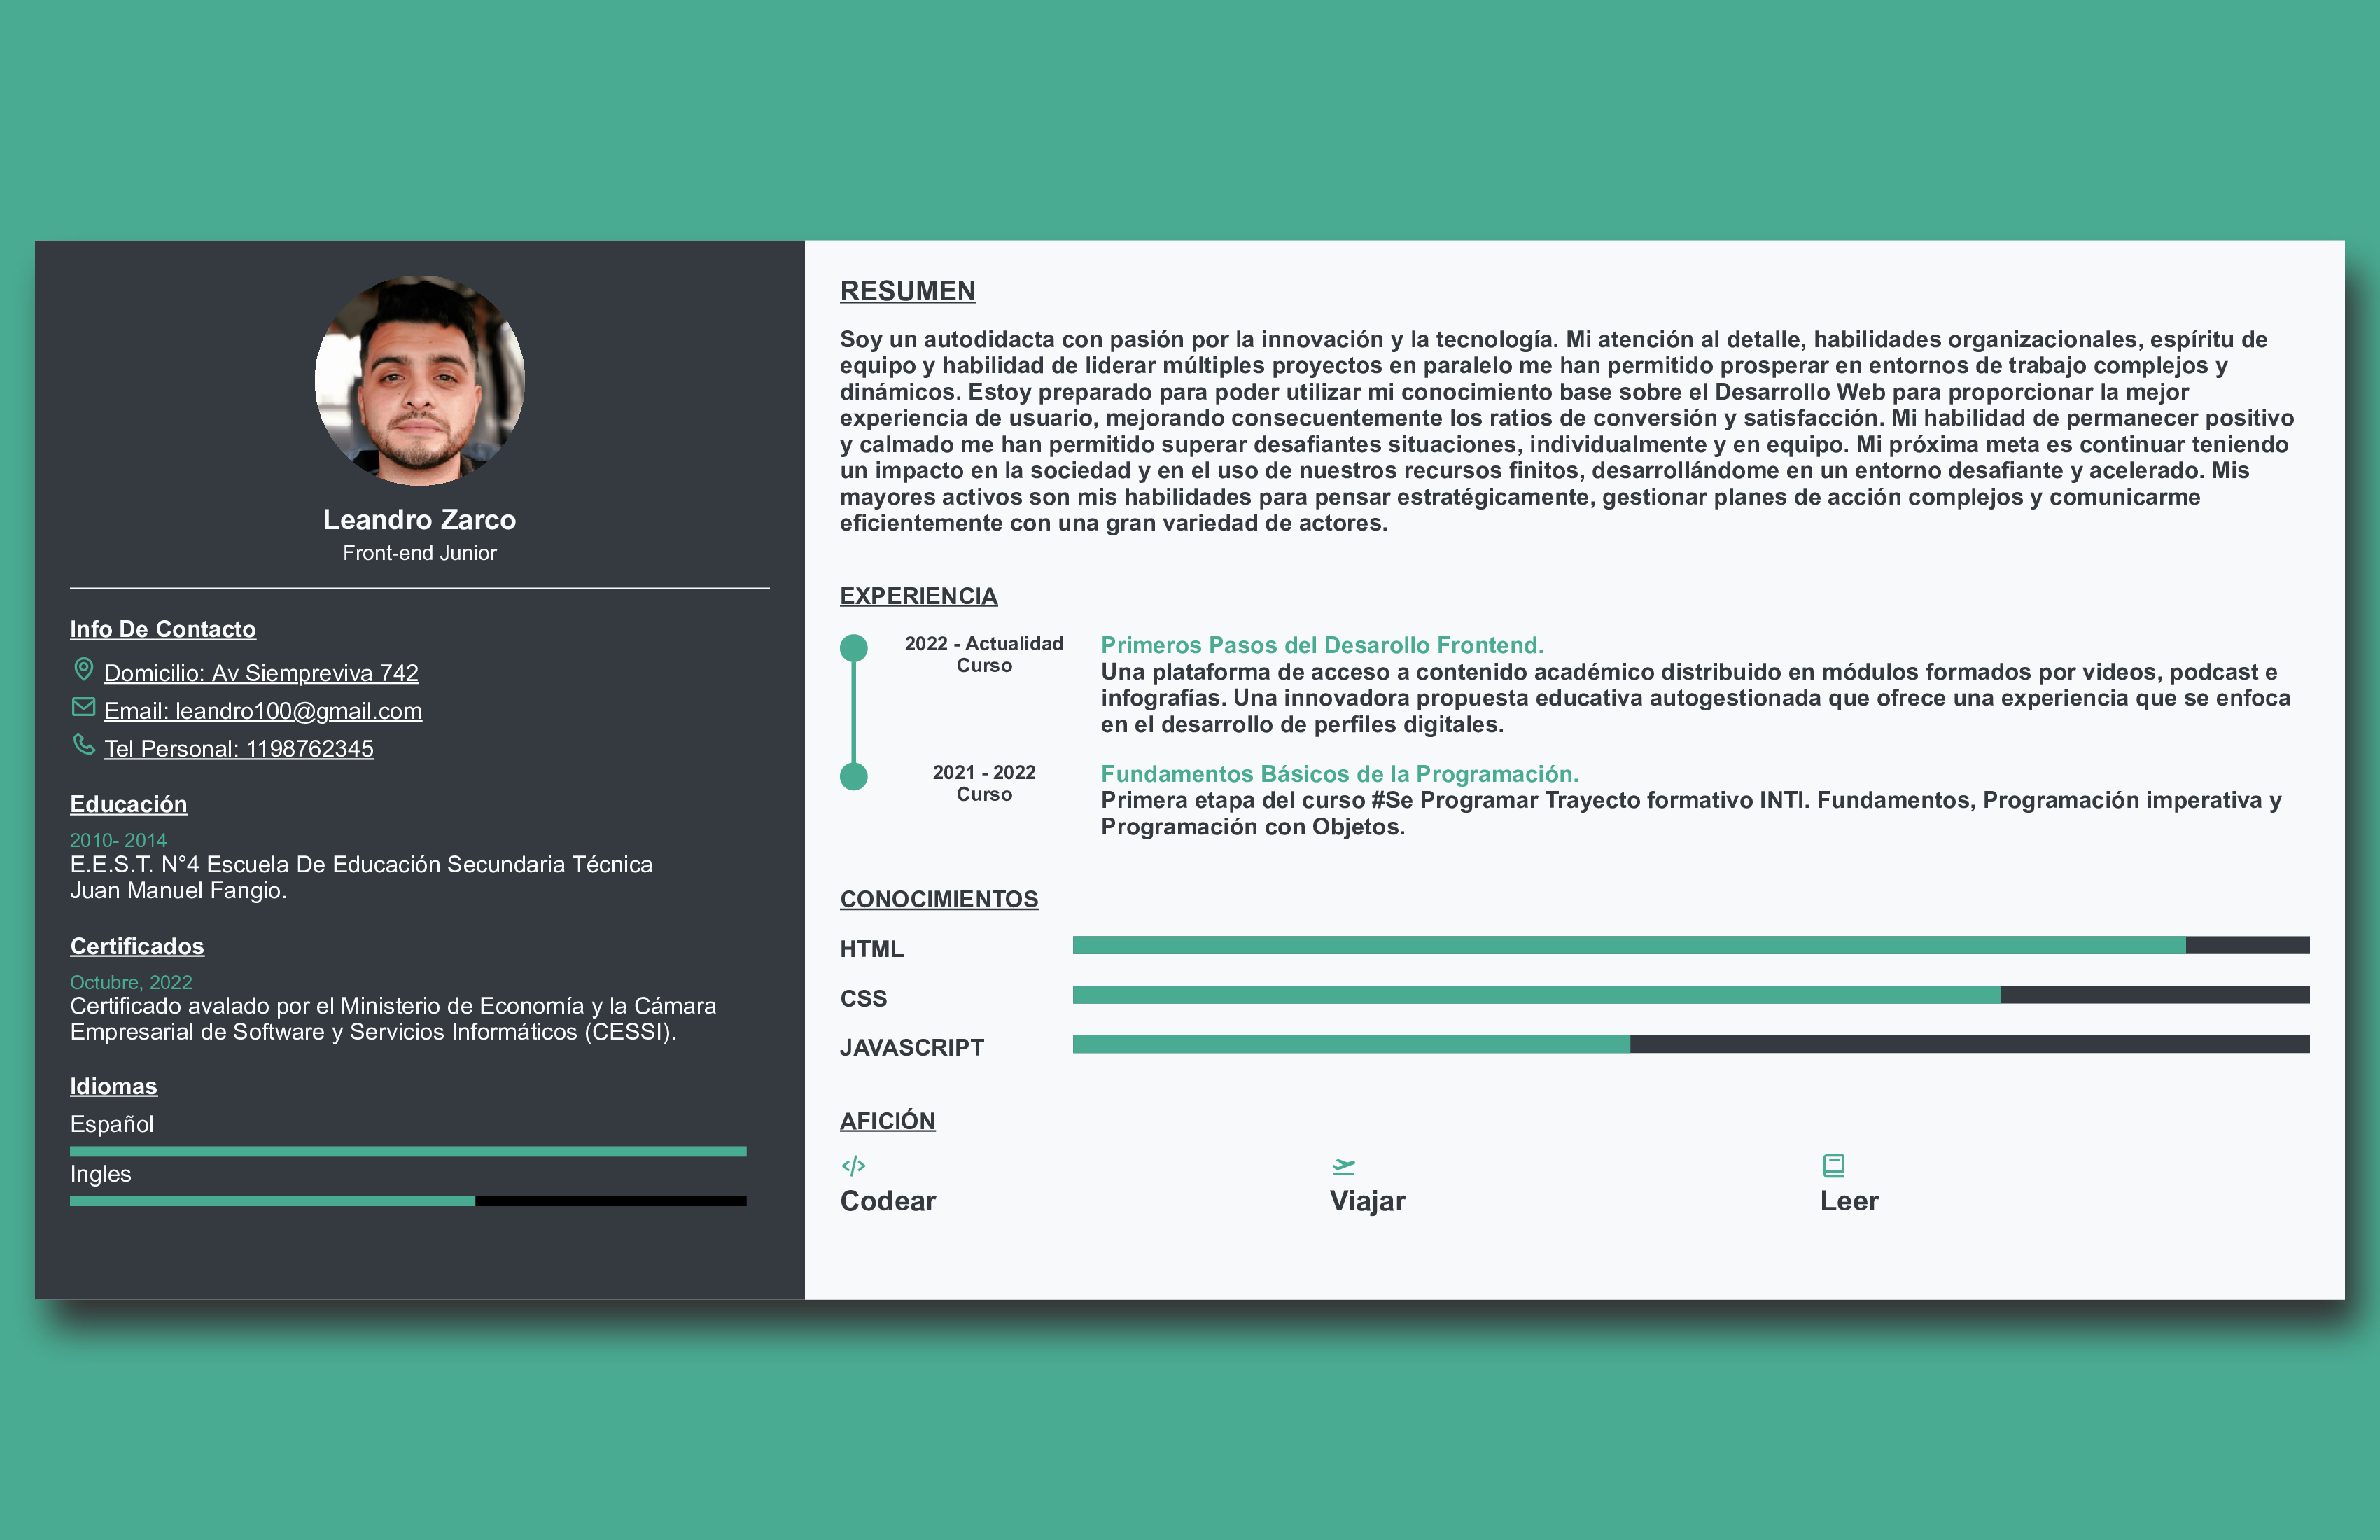 Leandro Zarco
Front-end Junior
Info De Contacto
Domicilio: Av Siempreviva 742
Email: leandro100@gmail.com
Tel Personal: 1198762345
Educación
2010- 2014
E.E.S.T. N°4 Escuela De Educación Secundaria Técnica
Juan Manuel Fangio.
Certificados
Octubre, 2022
Certificado avalado por el Ministerio de Economía y la Cámara
Empresarial de Software y Servicios Informáticos (CESSI).
Idiomas
Español
Ingles
RESUMEN
Soy un autodidacta con pasión por la innovación y la tecnología. Mi atención al detalle, habilidades organizacionales, espíritu de
equipo y habilidad de liderar múltiples proyectos en paralelo me han permitido prosperar en entornos de trabajo complejos y
dinámicos. Estoy preparado para poder utilizar mi conocimiento base sobre el Desarrollo Web para proporcionar la mejor
experiencia de usuario, mejorando consecuentemente los ratios de conversión y satisfacción. Mi habilidad de permanecer positivo
y calmado me han permitido superar desafiantes situaciones, individualmente y en equipo. Mi próxima meta es continuar teniendo
un impacto en la sociedad y en el uso de nuestros recursos finitos, desarrollándome en un entorno desafiante y acelerado. Mis
mayores activos son mis habilidades para pensar estratégicamente, gestionar planes de acción complejos y comunicarme
eficientemente con una gran variedad de actores.
EXPERIENCIA
2022 - Actualidad
Curso
Primeros Pasos del Desarollo Frontend.
Una plataforma de acceso a contenido académico distribuido en módulos formados por videos, podcast e
infografías. Una innovadora propuesta educativa autogestionada que ofrece una experiencia que se enfoca
en el desarrollo de perfiles digitales.
2021 - 2022
Curso
Fundamentos Básicos de la Programación.
Primera etapa del curso #Se Programar Trayecto formativo INTI. Fundamentos, Programación imperativa y
Programación con Objetos.
CONOCIMIENTOS
HTML
CSS
JAVASCRIPT
AFICIÓN
Codear
Viajar
Leer